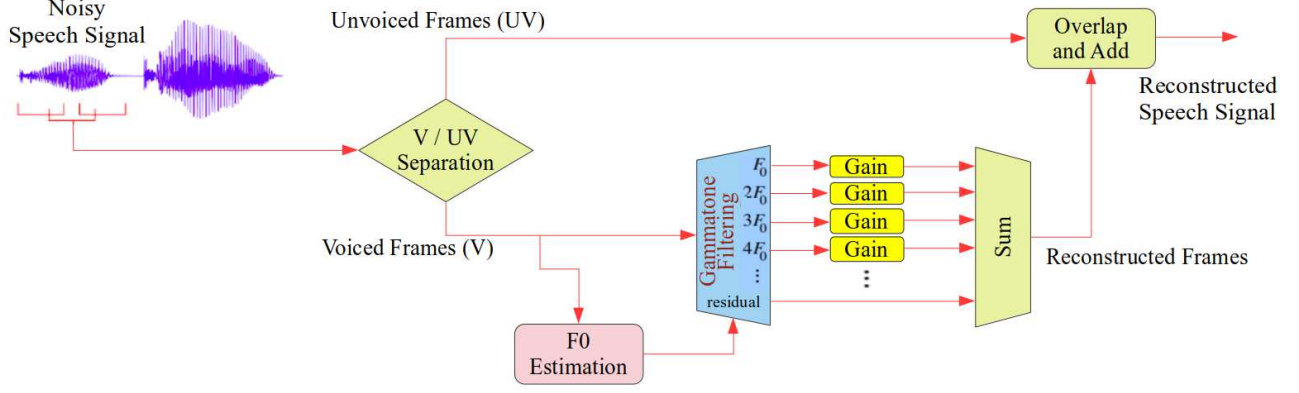 Noisy
Speech Signal
Unvoiced Frames (UV)
Overlap
and Add
Reconstructed
Speech Signal
V / UV
Separation
Voiced Frames (V)
Gammatone
Filtering
F₀
2F₀
3F₀
4F₀
...
residual
Gain
Gain
Gain
Gain
...
Sum
Reconstructed Frames
F0
Estimation